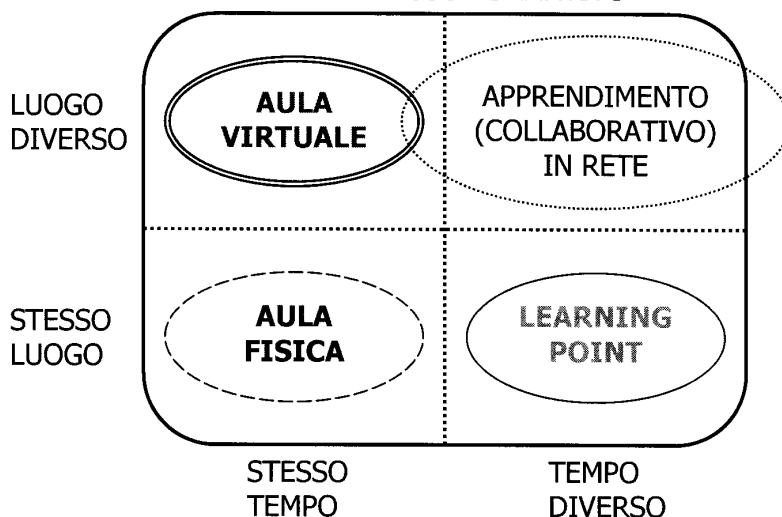 LUOGO
DIVERSO
AULA
VIRTUALE
APPRENDIMENTO
(COLLABORATIVO)
IN RETE
STESSO
LUOGO
AULA
FISICA
LEARNING
POINT
STESSO
TEMPO
TEMPO
DIVERSO